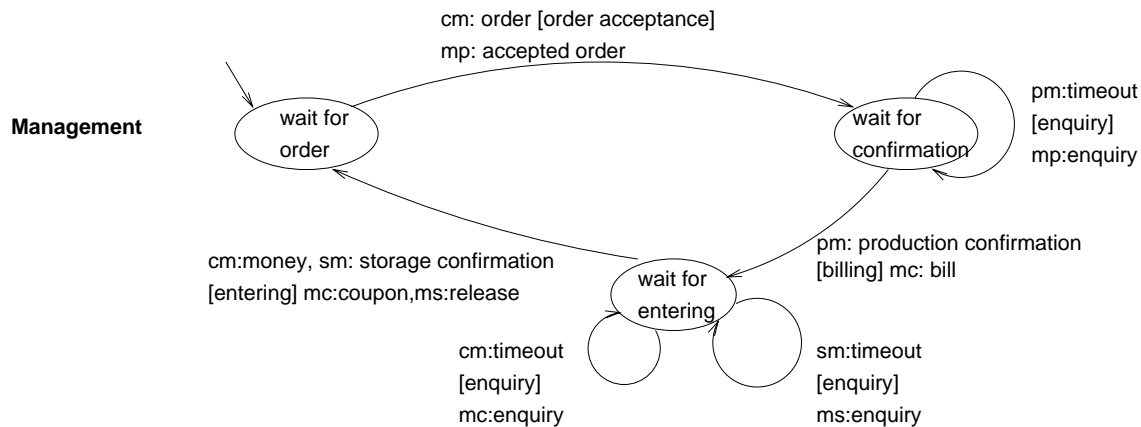 cm: order [order acceptance]
mp: accepted order
Management
wait for
order
wait for
confirmation
pm:timeout
[enquiry]
mp:enquiry
pm: production confirmation
[billing] mc: bill
cm:money, sm: storage confirmation
[entering] mc:coupon,ms:release
wait for
entering
cm:timeout
[enquiry]
mc:enquiry
sm:timeout
[enquiry]
ms:enquiry